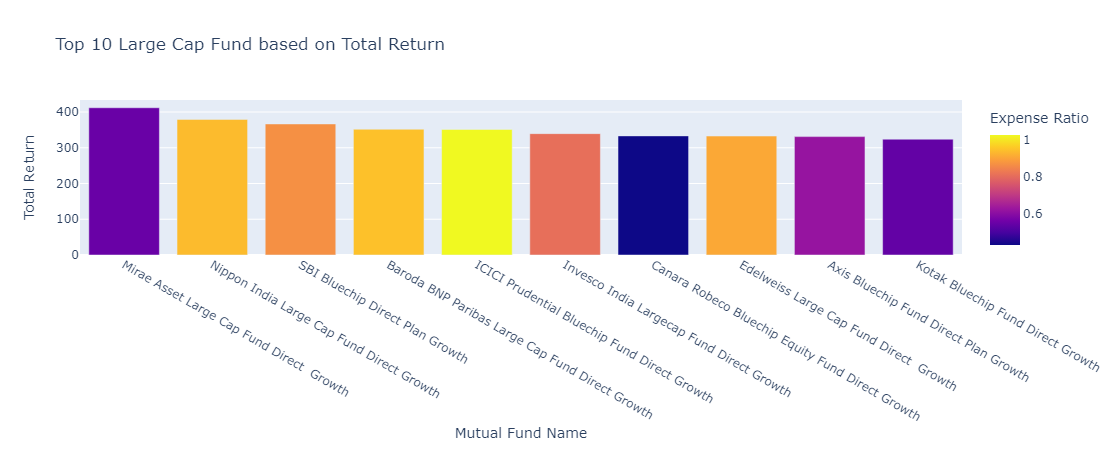 Top 10 Large Cap Fund based on Total Return
Total Return
400
300
200
100
0
Mirae Asset Large Cap Fund Direct  Growth
Nippon India Large Cap Fund Direct Growth
SBI Bluechip Direct Plan Growth
Baroda BNP Paribas Large Cap Fund Direct Growth
ICICI Prudential Bluechip Fund Direct Growth
Invesco India Largecap Fund Direct Growth
Canara Robeco Bluechip Equity Fund Direct Growth
Edelweiss Large Cap Fund Direct  Growth
Axis Bluechip Fund Direct Plan Growth
Kotak Bluechip Fund Direct Growth
Mutual Fund Name
Expense Ratio
1
0.8
0.6